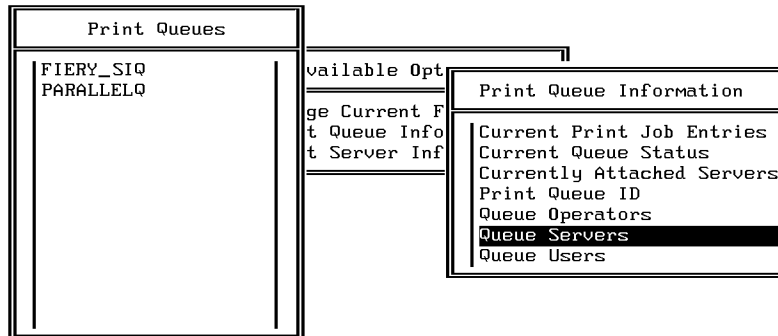 Print Queues
FIERY_SIQ
PARALLELQ
vailable Opt
ge Current F
t Queue Info
t Server Inf
Print Queue Information
Current Print Job Entries
Current Queue Status
Currently Attached Servers
Print Queue ID
Queue Operators
Queue Servers
Queue Users